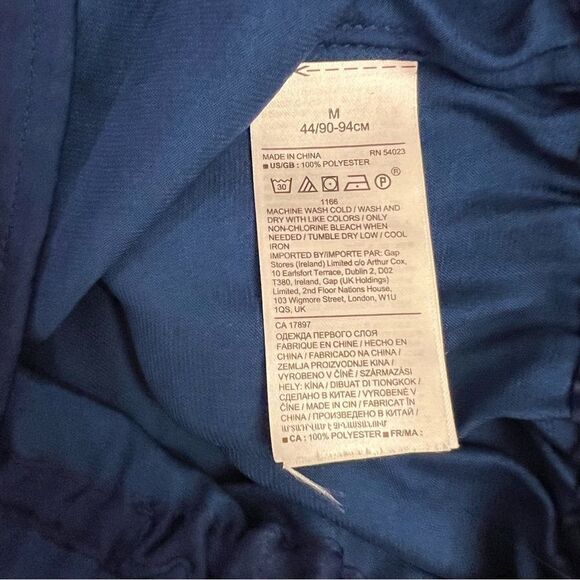 M
44/90-94CM
MADE IN CHINA RN 54023
■ US/GB : 100% POLYESTER
30 P ®
1166
MACHINE WASH COLD / WASH AND
DRY WITH LIKE COLORS / ONLY
NON-CHLORINE BLEACH WHEN
NEEDED / TUMBLE DRY LOW / COOL
IRON
IMPORTED BY/IMPORTE PAR: Gap
Stores (Ireland) Limited c/o Arthur Cox,
10 Earlsfort Terrace, Dublin 2, D02
T380, Ireland, Gap (UK Holdings)
Limited, 2nd Floor Nations House,
103 Wigmore Street, London, W1U
1QS, UK
CA 17897
ОДЕЖДА ПЕРВОГО СЛОЯ
FABRIQUE EN CHINE / HECHO EN
CHINA / FABRICADO NA CHINA /
ZEMLJA PROIZVODNJE KINA /
VYROBENO V ČÍNĚ / SZÁRMAZÁSI
HELY: KÍNA / DIBUAT DI TIONGKOK /
СДЕЛАНО В КИТАЕ / VYROBENÉ V
ČÍNE / MADE IN CIN / FABRICAT ÎN
CHINA / ПРОИЗВЕДЕНО В КИТАЙ /
ԱՐՏԱԴՐՎԱԾ Է ՉԻՆԱՍՏԱՆՈՒՄ
■ CA : 100% POLYESTER ■ FR/MA :